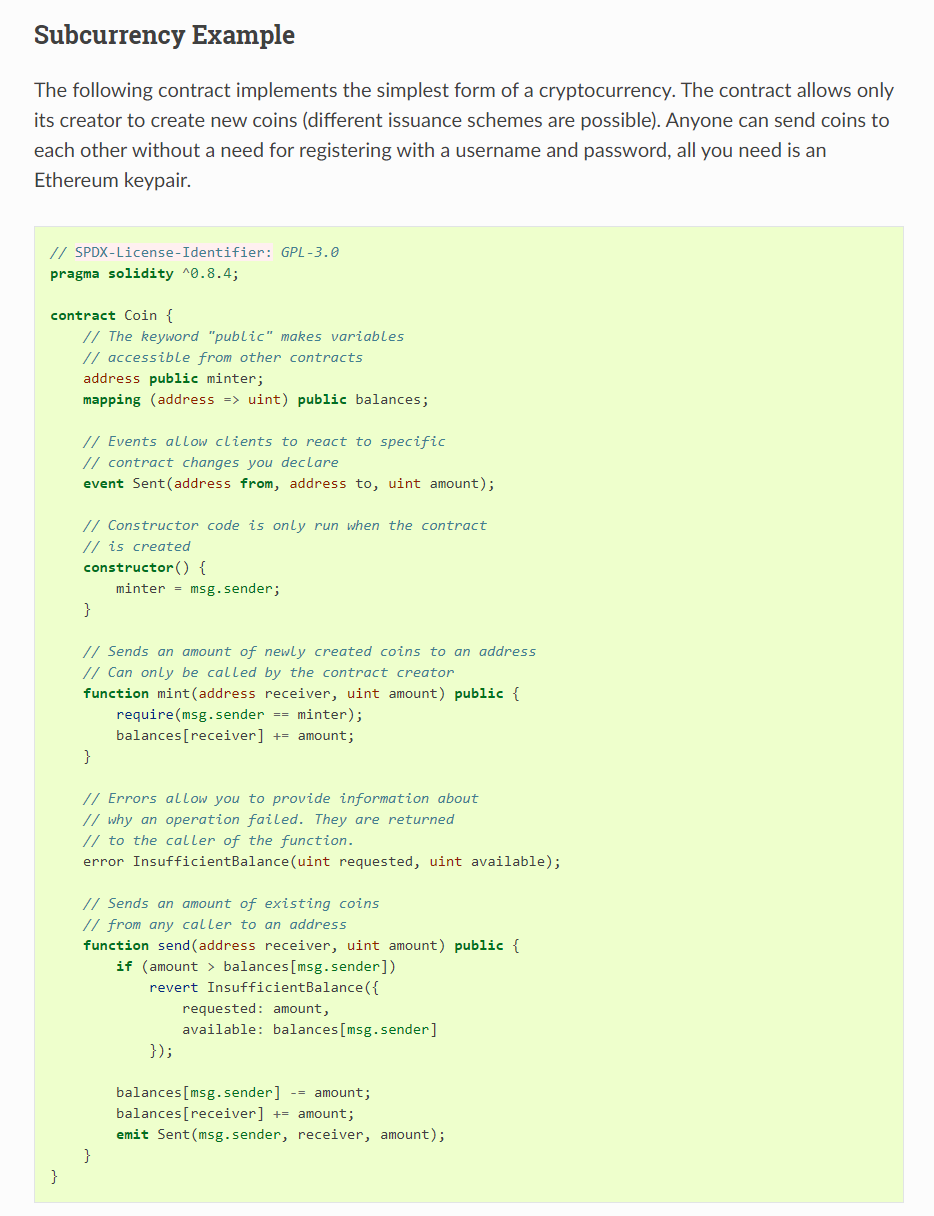 Subcurrency Example
The following contract implements the simplest form of a cryptocurrency. The contract allows only
its creator to create new coins (different issuance schemes are possible). Anyone can send coins to
each other without a need for registering with a username and password, all you need is an
Ethereum keypair.
// SPDX-License-Identifier: GPL-3.0
pragma solidity ^0.8.4;
contract Coin {
    // The keyword "public" makes variables
    // accessible from other contracts
    address public minter;
    mapping (address => uint) public balances;
    // Events allow clients to react to specific
    // contract changes you declare
    event Sent(address from, address to, uint amount);
    // Constructor code is only run when the contract
    // is created
    constructor() {
        minter = msg.sender;
    }
    // Sends an amount of newly created coins to an address
    // Can only be called by the contract creator
    function mint(address receiver, uint amount) public {
        require(msg.sender == minter);
        balances[receiver] += amount;
    }
    // Errors allow you to provide information about
    // why an operation failed. They are returned
    // to the caller of the function.
    error InsufficientBalance(uint requested, uint available);
    // Sends an amount of existing coins
    // from any caller to an address
    function send(address receiver, uint amount) public {
        if (amount > balances[msg.sender])
            revert InsufficientBalance({
                requested: amount,
                available: balances[msg.sender]
            });
        balances[msg.sender] -= amount;
        balances[receiver] += amount;
        emit Sent(msg.sender, receiver, amount);
    }
}